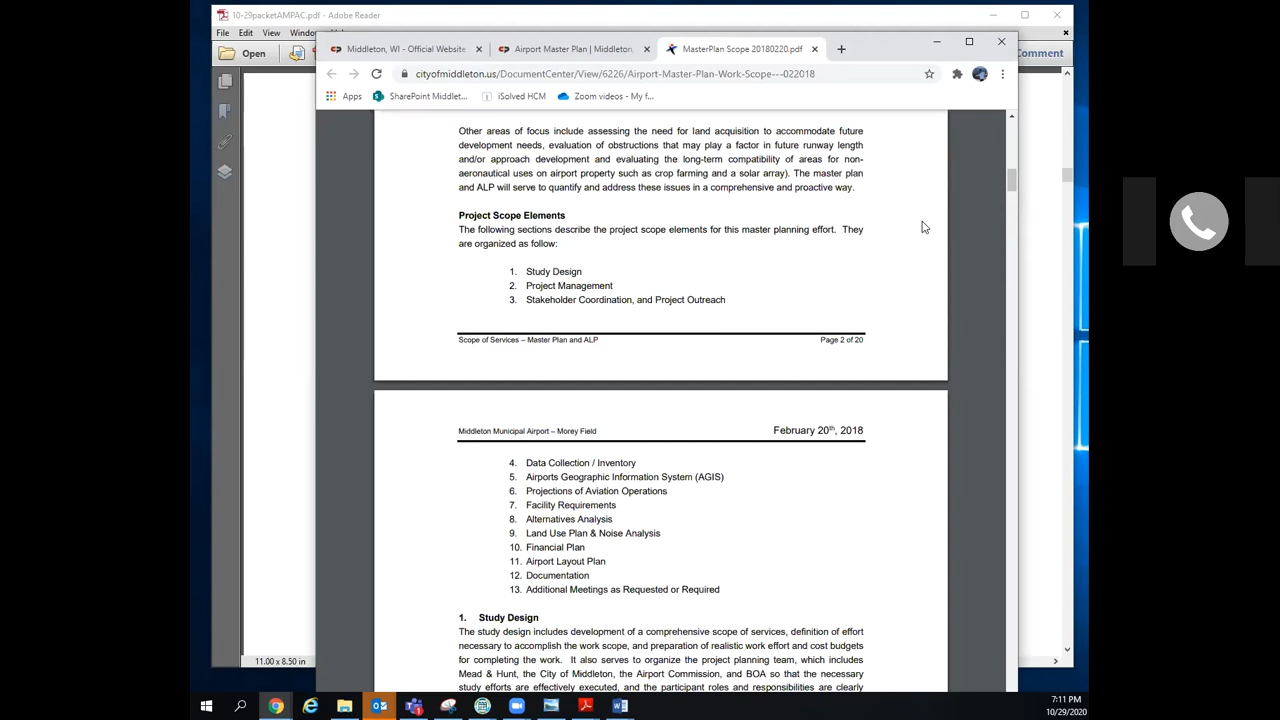 10-29packetAMPAC.pdf - Adobe Reader
File Edit View Window
Open
Comment
Middleton, WI - Official Website
Airport Master Plan | Middleton,
MasterPlan Scope 20180220.pdf
cityofmiddleton.us/DocumentCenter/View/6226/Airport-Master-Plan-Work-Scope---022018
Apps SharePoint Middlet... iSolved HCM Zoom videos - My f...
Other areas of focus include assessing the need for land acquisition to accommodate future
development needs, evaluation of obstructions that may play a factor in future runway length
and/or approach development and evaluating the long-term compatibility of areas for non-
aeronautical uses on airport property such as crop farming and a solar array). The master plan
and ALP will serve to quantify and address these issues in a comprehensive and proactive way.
Project Scope Elements
The following sections describe the project scope elements for this master planning effort. They
are organized as follow:
1. Study Design
2. Project Management
3. Stakeholder Coordination, and Project Outreach
Scope of Services – Master Plan and ALP Page 2 of 20
Middleton Municipal Airport – Morey Field February 20th, 2018
4. Data Collection / Inventory
5. Airports Geographic Information System (AGIS)
6. Projections of Aviation Operations
7. Facility Requirements
8. Alternatives Analysis
9. Land Use Plan & Noise Analysis
10. Financial Plan
11. Airport Layout Plan
12. Documentation
13. Additional Meetings as Requested or Required
1. Study Design
The study design includes development of a comprehensive scope of services, definition of effort
necessary to accomplish the work scope, and preparation of realistic work effort and cost budgets
for completing the work. It also serves to organize the project planning team, which includes
Mead & Hunt, the City of Middleton, the Airport Commission, and BOA so that the necessary
study efforts are effectively executed, and the participant roles and responsibilities are clearly
11.00 x 8.50 in
7:11 PM
10/29/2020